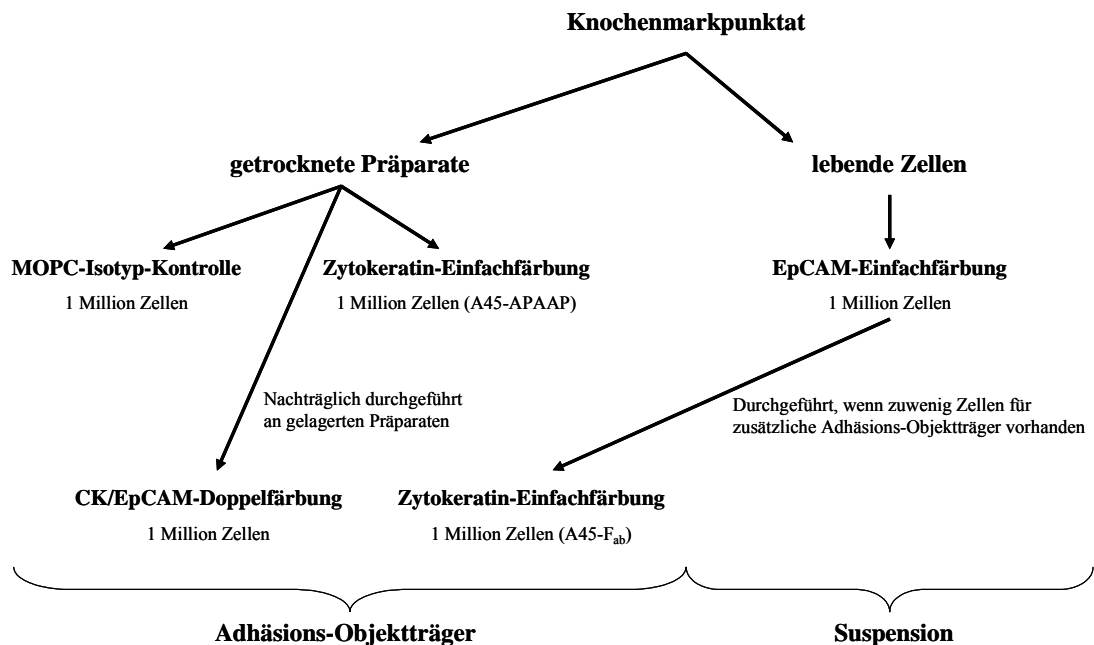 Knochenmarkpunktat
getrocknete Präparate
lebende Zellen
MOPC-Isotyp-Kontrolle
1 Million Zellen
Zytokeratin-Einfachfärbung
1 Million Zellen (A45-APAAP)
EpCAM-Einfachfärbung
1 Million Zellen
Nachträglich durchgeführt
an gelagerten Präparaten
Durchgeführt, wenn zuwenig Zellen für
zusätzliche Adhäsions-Objektträger vorhanden
CK/EpCAM-Doppelfärbung
1 Million Zellen
Zytokeratin-Einfachfärbung
1 Million Zellen (A45-Fab)
Adhäsions-Objektträger
Suspension